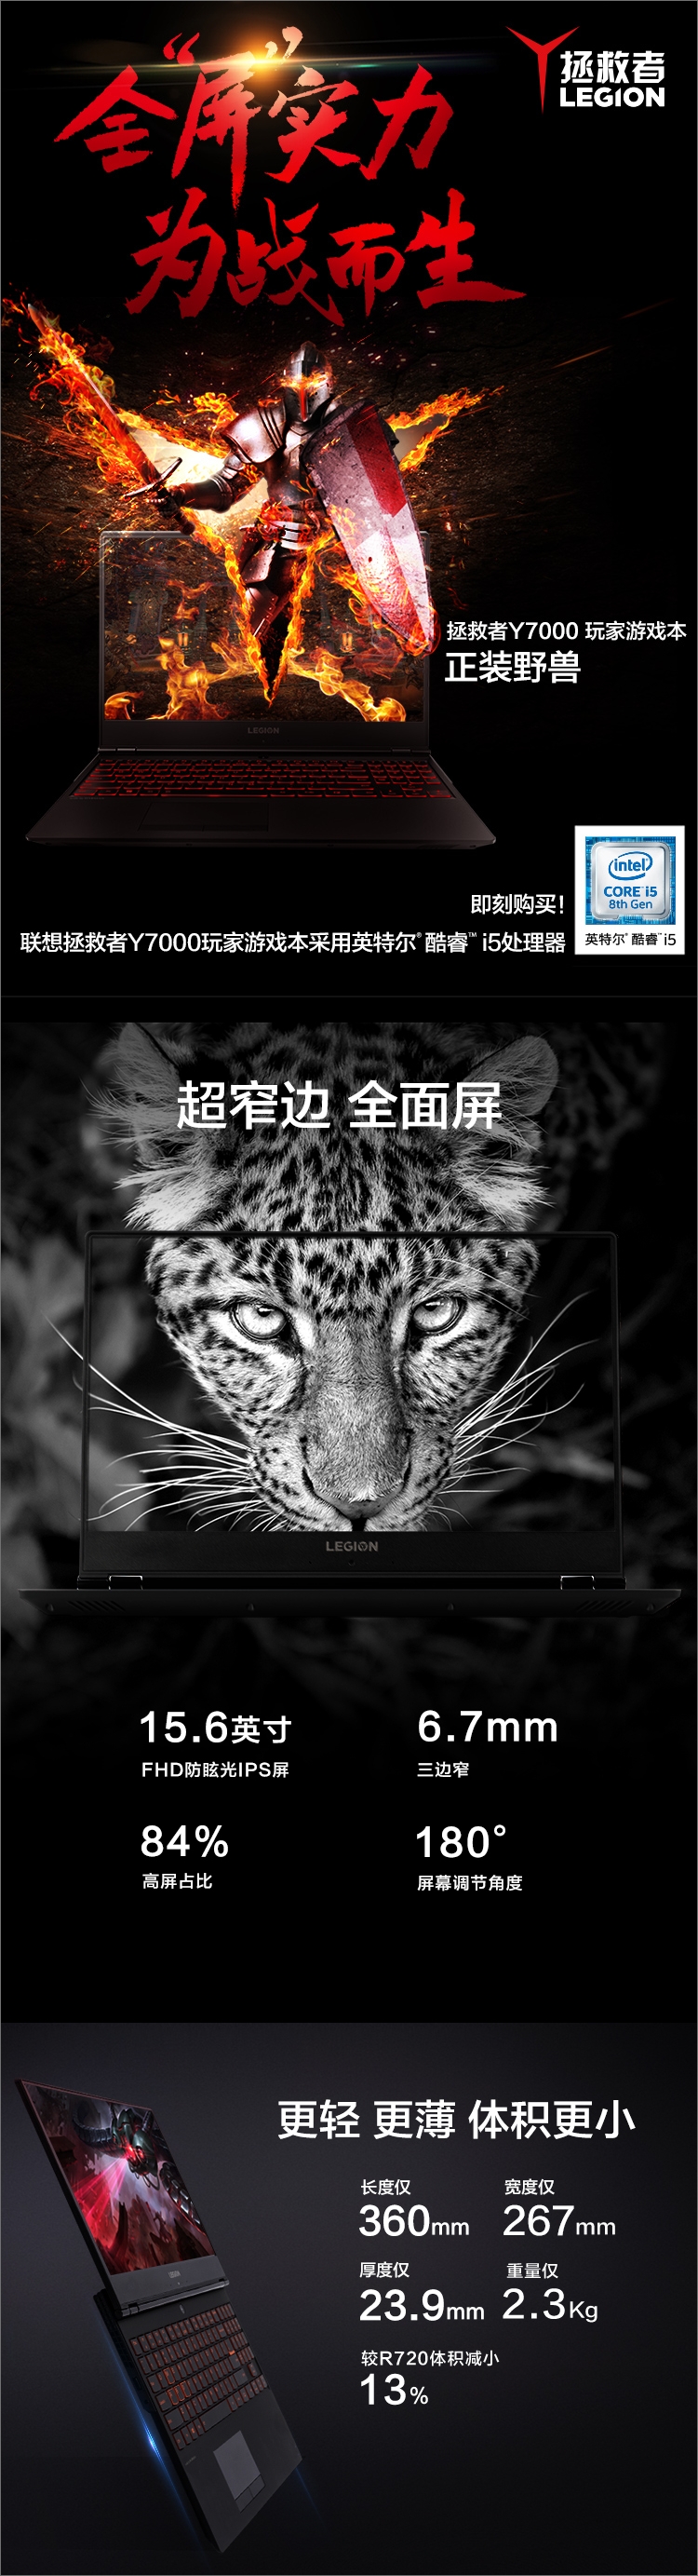 全“屏”实力
为战而生
拯救者
LEGION
拯救者Y7000 玩家游戏本
正装野兽
LEGION
intel
CORE i5
8th Gen
英特尔® 酷睿™ i5
即刻购买!
联想拯救者Y7000玩家游戏本采用英特尔® 酷睿™ i5处理器
超窄边 全面屏
LEGION
15.6英寸
FHD防眩光IPS屏
6.7mm
三边窄
84%
高屏占比
180°
屏幕调节角度
更轻 更薄 体积更小
长度仅
360mm
宽度仅
267mm
厚度仅
23.9mm
重量仅
2.3Kg
较R720体积减小
13%
LEGION